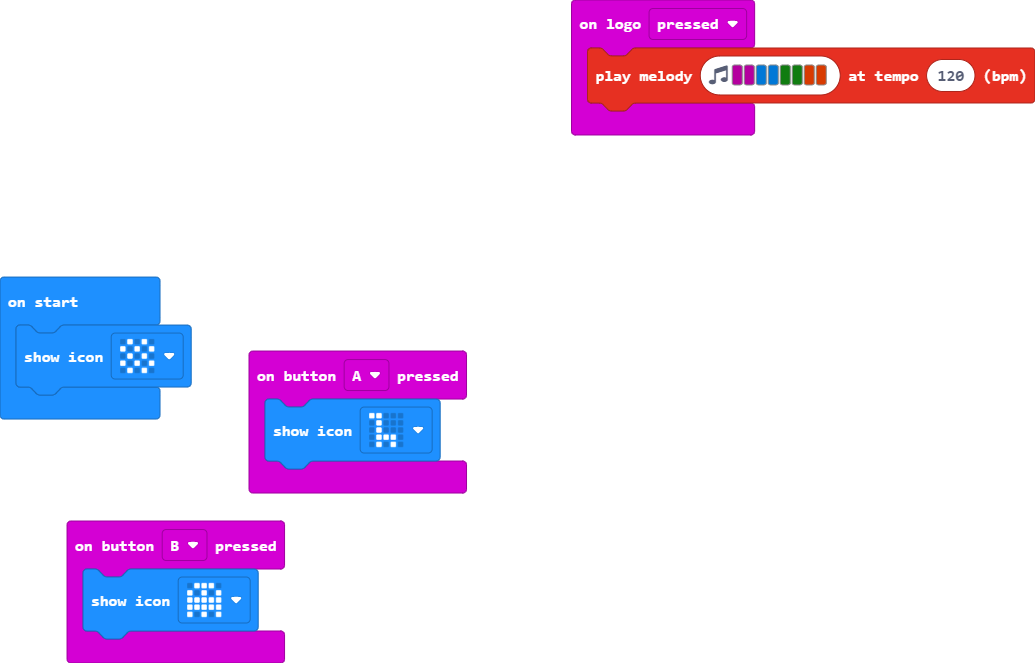 on logo pressed
play melody at tempo 120 (bpm)
on start
show icon
on button A pressed
show icon
on button B pressed
show icon